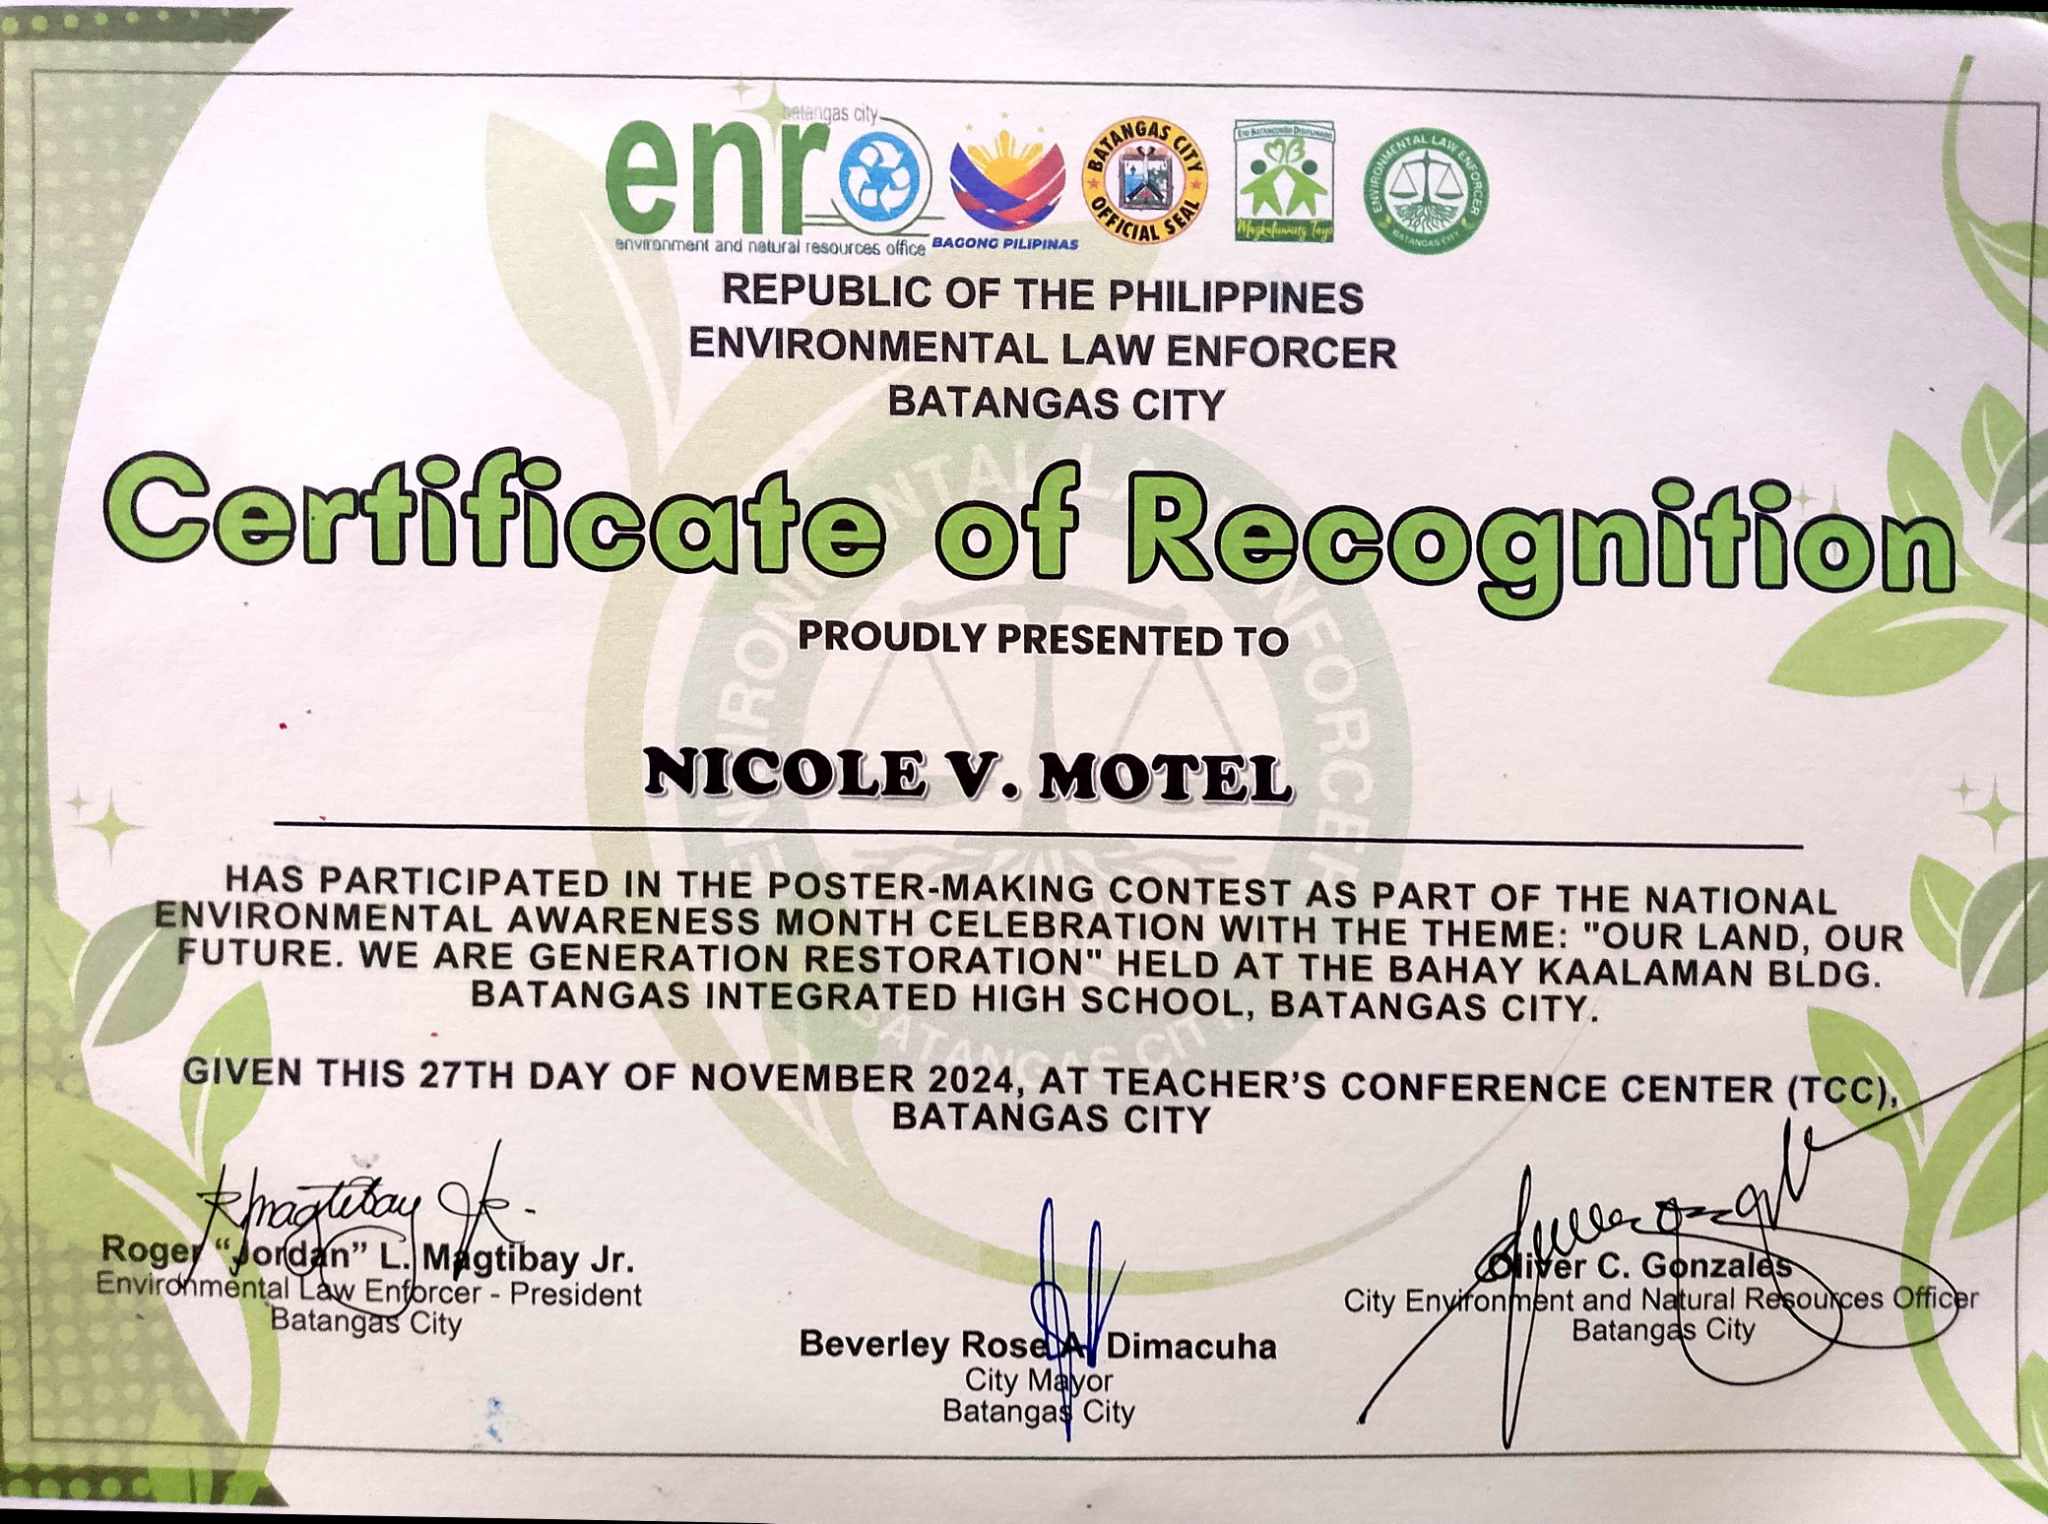 batangas city
enro
environment and natural resources office
BAGONG PILIPINAS
BATANGAS CITY
OFFICIAL SEAL
Magkatuwang Tayo
ENVIRONMENTAL LAW ENFORCER
BATANGAS CITY
REPUBLIC OF THE PHILIPPINES
ENVIRONMENTAL LAW ENFORCER
BATANGAS CITY
Certificate of Recognition
PROUDLY PRESENTED TO
NICOLE V. MOTEL
HAS PARTICIPATED IN THE POSTER-MAKING CONTEST AS PART OF THE NATIONAL
ENVIRONMENTAL AWARENESS MONTH CELEBRATION WITH THE THEME: "OUR LAND, OUR
FUTURE. WE ARE GENERATION RESTORATION" HELD AT THE BAHAY KAALAMAN BLDG.
BATANGAS INTEGRATED HIGH SCHOOL, BATANGAS CITY.
GIVEN THIS 27TH DAY OF NOVEMBER 2024, AT TEACHER’S CONFERENCE CENTER (TCC),
BATANGAS CITY
Roger “Jordan” L. Magtibay Jr.
Environmental Law Enforcer - President
Batangas City
Beverley Rose A. Dimacuha
City Mayor
Batangas City
Oliver C. Gonzales
City Environment and Natural Resources Officer
Batangas City
ENVIRONMENTAL LAW ENFORCER
BATANGAS CITY